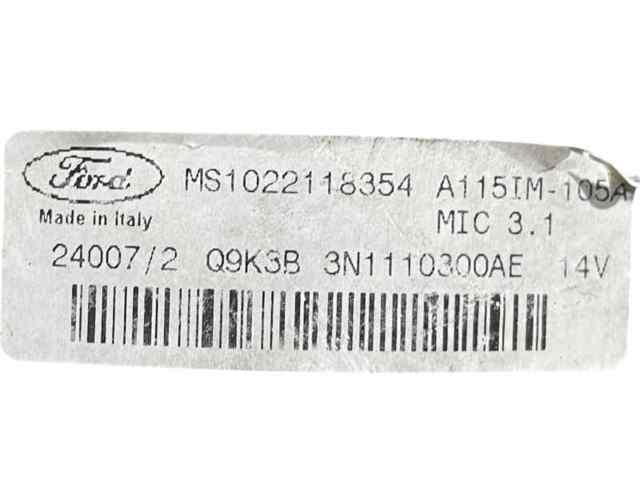 Ford MS1022118354 A115IM-105A
Made in Italy MIC 3.1
24007/2 Q9K3B 3N1110300AE 14V